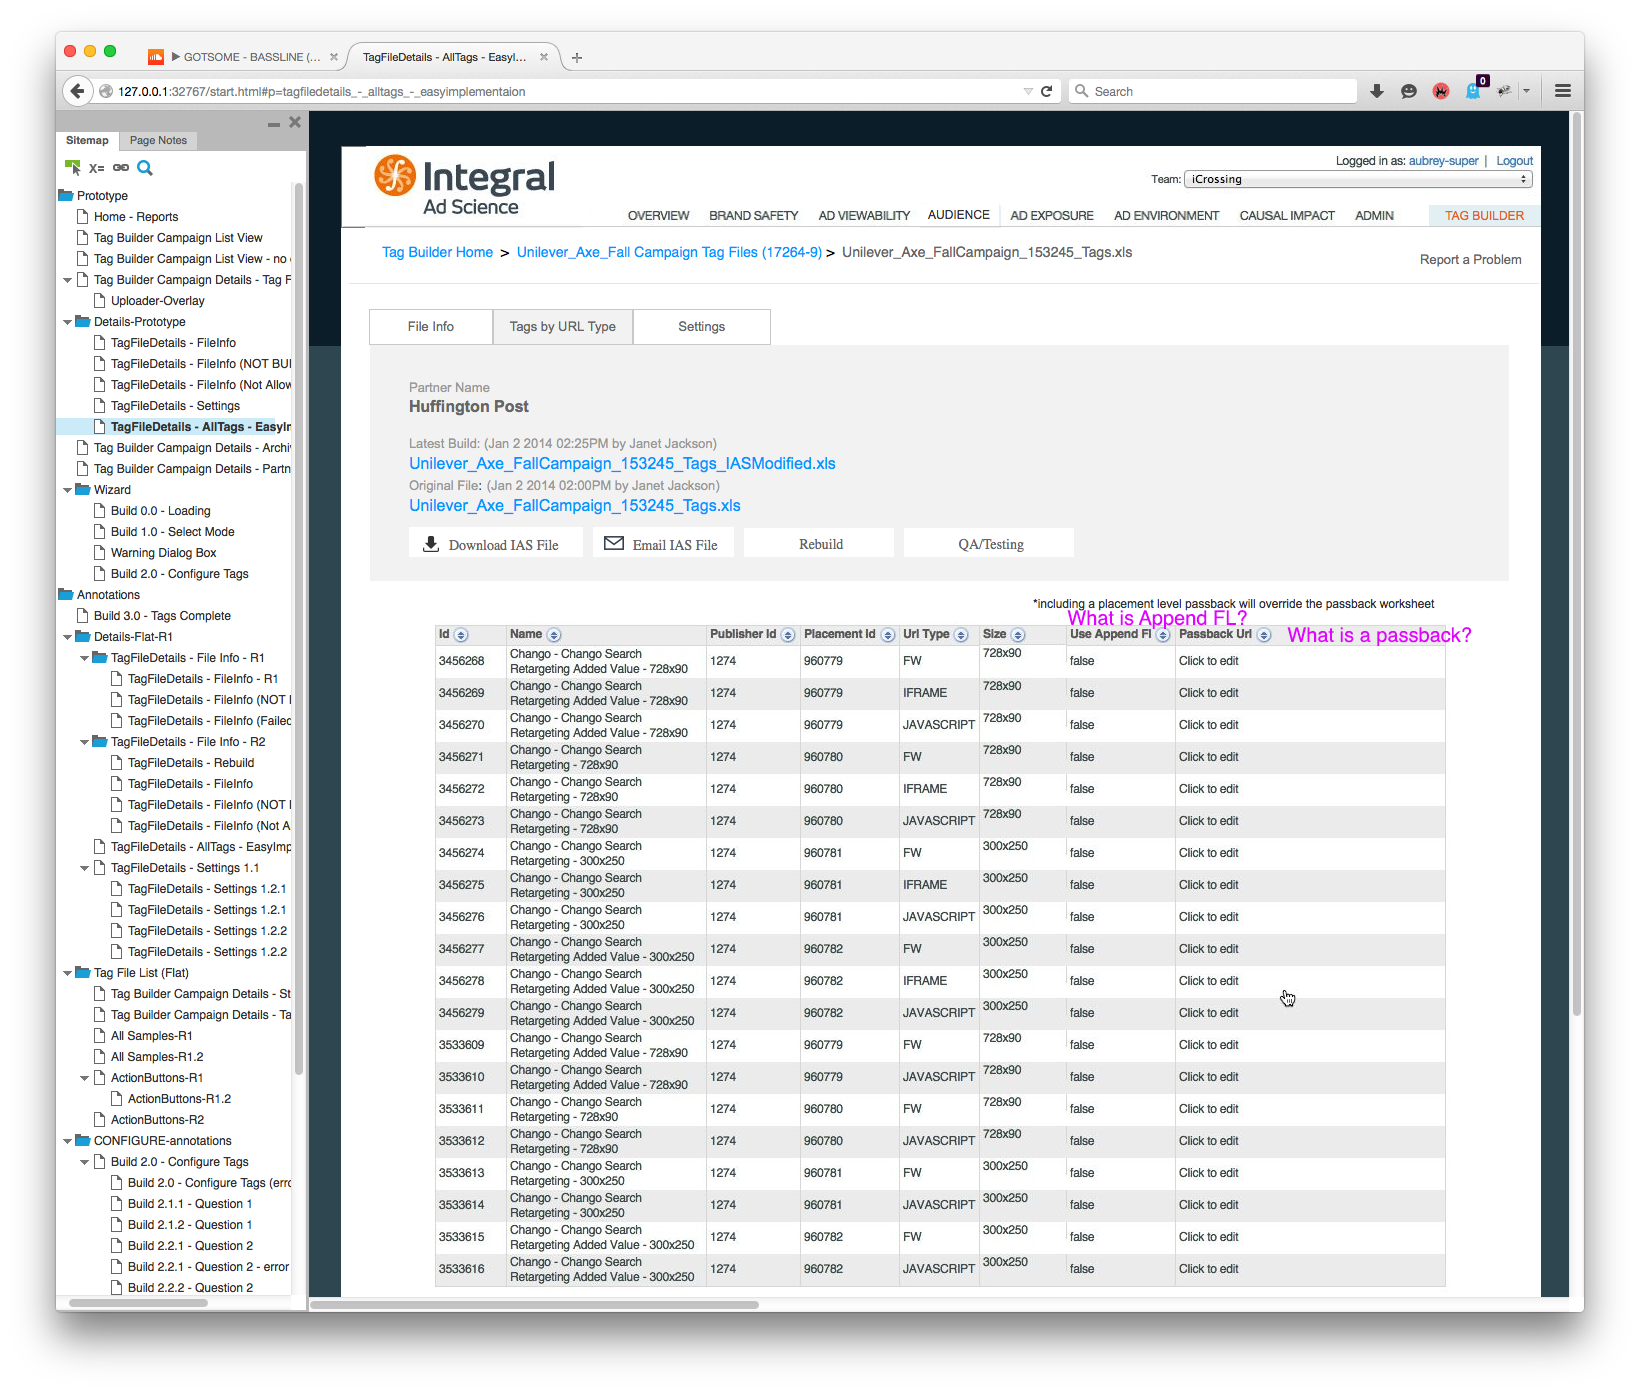 GOTSOME - BASSLINE (...
TagFileDetails - AllTags - EasyI...
127.0.0.1:32767/start.html#p=tagfiledetails_-_alltags_-_easyimplementaion
Search
0
Sitemap
Page Notes
X=
Prototype
Home - Reports
Tag Builder Campaign List View
Tag Builder Campaign List View - no
Tag Builder Campaign Details - Tag F
Uploader-Overlay
Details-Prototype
TagFileDetails - FileInfo
TagFileDetails - FileInfo (NOT BUI
TagFileDetails - FileInfo (Not Allow
TagFileDetails - Settings
TagFileDetails - AllTags - EasyIm
Tag Builder Campaign Details - Archi
Tag Builder Campaign Details - Partn
Wizard
Build 0.0 - Loading
Build 1.0 - Select Mode
Warning Dialog Box
Build 2.0 - Configure Tags
Annotations
Build 3.0 - Tags Complete
Details-Flat-R1
TagFileDetails - File Info - R1
TagFileDetails - FileInfo - R1
TagFileDetails - FileInfo (NOT I
TagFileDetails - FileInfo (Failed
TagFileDetails - File Info - R2
TagFileDetails - Rebuild
TagFileDetails - FileInfo
TagFileDetails - FileInfo (NOT I
TagFileDetails - FileInfo (Not A
TagFileDetails - AllTags - EasyImp
TagFileDetails - Settings 1.1
TagFileDetails - Settings 1.2.1
TagFileDetails - Settings 1.2.1
TagFileDetails - Settings 1.2.2
TagFileDetails - Settings 1.2.2
Tag File List (Flat)
Tag Builder Campaign Details - St
Tag Builder Campaign Details - Ta
All Samples-R1
All Samples-R1.2
ActionButtons-R1
ActionButtons-R1.2
ActionButtons-R2
CONFIGURE-annotations
Build 2.0 - Configure Tags
Build 2.0 - Configure Tags (erro
Build 2.1.1 - Question 1
Build 2.1.2 - Question 1
Build 2.2.1 - Question 2
Build 2.2.1 - Question 2 - error
Build 2.2.2 - Question 2
Integral
Ad Science
Logged in as: aubrey-super | Logout
Team: iCrossing
OVERVIEW BRAND SAFETY AD VIEWABILITY AUDIENCE AD EXPOSURE AD ENVIRONMENT CAUSAL IMPACT ADMIN TAG BUILDER
Tag Builder Home > Unilever_Axe_Fall Campaign Tag Files (17264-9) > Unilever_Axe_FallCampaign_153245_Tags.xls
Report a Problem
File Info
Tags by URL Type
Settings
Partner Name
Huffington Post
Latest Build: (Jan 2 2014 02:25PM by Janet Jackson)
Unilever_Axe_FallCampaign_153245_Tags_IASModified.xls
Original File: (Jan 2 2014 02:00PM by Janet Jackson)
Unilever_Axe_FallCampaign_153245_Tags.xls
Download IAS File
Email IAS File
Rebuild
QA/Testing
*including a placement level passback will override the passback worksheet
What is Append FL?
What is a passback?
Id Name Publisher Id Placement Id Url Type Size Use Append Fl Passback Url
3456268 Chango - Chango Search Retargeting Added Value - 728x90 1274 960779 FW 728x90 false Click to edit
3456269 Chango - Chango Search Retargeting Added Value - 728x90 1274 960779 IFRAME 728x90 false Click to edit
3456270 Chango - Chango Search Retargeting Added Value - 728x90 1274 960779 JAVASCRIPT 728x90 false Click to edit
3456271 Chango - Chango Search Retargeting - 728x90 1274 960780 FW 728x90 false Click to edit
3456272 Chango - Chango Search Retargeting - 728x90 1274 960780 IFRAME 728x90 false Click to edit
3456273 Chango - Chango Search Retargeting - 728x90 1274 960780 JAVASCRIPT 728x90 false Click to edit
3456274 Chango - Chango Search Retargeting - 300x250 1274 960781 FW 300x250 false Click to edit
3456275 Chango - Chango Search Retargeting - 300x250 1274 960781 IFRAME 300x250 false Click to edit
3456276 Chango - Chango Search Retargeting - 300x250 1274 960781 JAVASCRIPT 300x250 false Click to edit
3456277 Chango - Chango Search Retargeting Added Value - 300x250 1274 960782 FW 300x250 false Click to edit
3456278 Chango - Chango Search Retargeting Added Value - 300x250 1274 960782 IFRAME 300x250 false Click to edit
3456279 Chango - Chango Search Retargeting Added Value - 300x250 1274 960782 JAVASCRIPT 300x250 false Click to edit
3533609 Chango - Chango Search Retargeting Added Value - 728x90 1274 960779 FW 728x90 false Click to edit
3533610 Chango - Chango Search Retargeting Added Value - 728x90 1274 960779 JAVASCRIPT 728x90 false Click to edit
3533611 Chango - Chango Search Retargeting - 728x90 1274 960780 FW 728x90 false Click to edit
3533612 Chango - Chango Search Retargeting - 728x90 1274 960780 JAVASCRIPT 728x90 false Click to edit
3533613 Chango - Chango Search Retargeting - 300x250 1274 960781 FW 300x250 false Click to edit
3533614 Chango - Chango Search Retargeting - 300x250 1274 960781 JAVASCRIPT 300x250 false Click to edit
3533615 Chango - Chango Search Retargeting Added Value - 300x250 1274 960782 FW 300x250 false Click to edit
3533616 Chango - Chango Search Retargeting Added Value - 300x250 1274 960782 JAVASCRIPT 300x250 false Click to edit